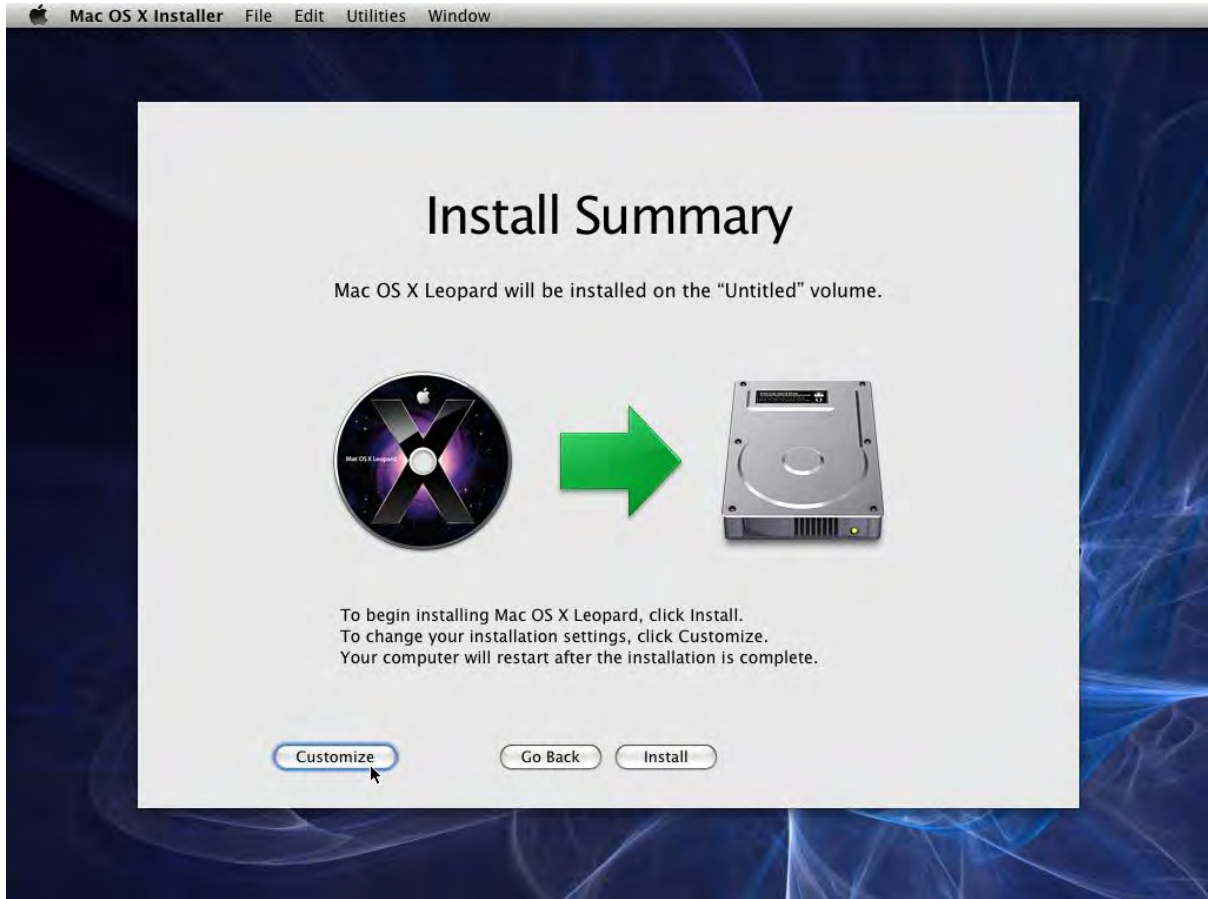 Mac OS X Installer File Edit Utilities Window
Install Summary
Mac OS X Leopard will be installed on the “Untitled” volume.
Mac OS X Leopard
To begin installing Mac OS X Leopard, click Install.
To change your installation settings, click Customize.
Your computer will restart after the installation is complete.
Customize Go Back Install